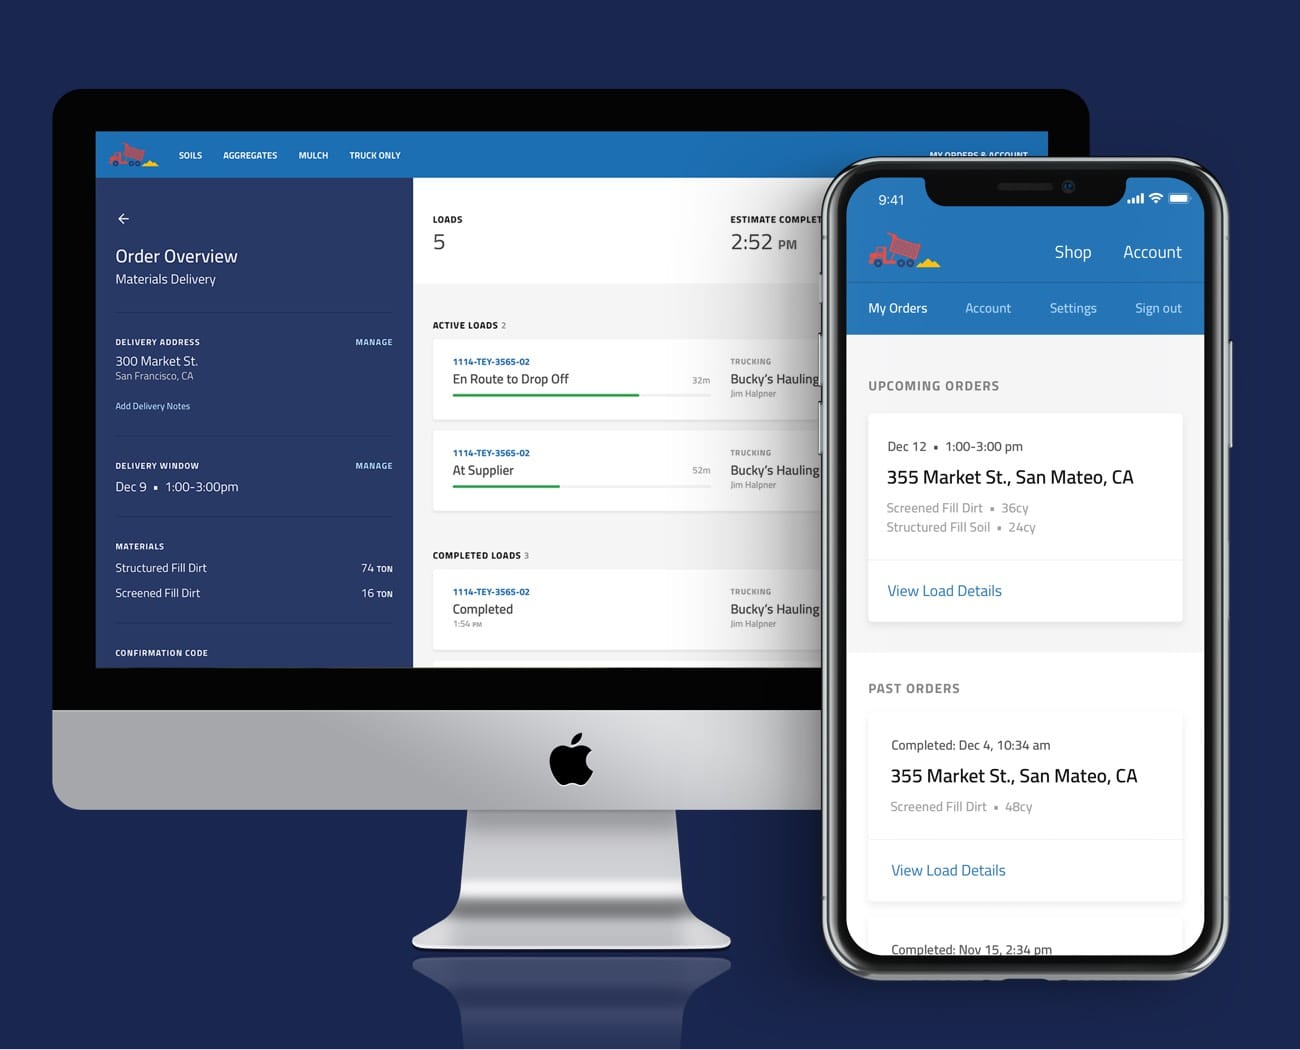 SOILS AGGREGATES MULCH TRUCK ONLY
MY ORDERS & ACCOUNT
Order Overview
Materials Delivery
DELIVERY ADDRESS MANAGE
300 Market St.
San Francisco, CA
Add Delivery Notes
DELIVERY WINDOW MANAGE
Dec 9 ▪ 1:00-3:00pm
MATERIALS
Structured Fill Dirt 74 TON
Screened Fill Dirt 16 TON
CONFIRMATION CODE
LOADS
5
ESTIMATE
2:52 PM
ACTIVE LOADS 2
1114-TEY-3565-02
En Route to Drop Off 32m
TRUCKING
Bucky's Hauling
Jim Halpner
1114-TEY-3565-02
At Supplier 52m
TRUCKING
Bucky's Hauling
Jim Halpner
COMPLETED LOADS 3
1114-TEY-3565-02
Completed
1:54 PM
TRUCKING
Bucky's Hauling
Jim Halpner
9:41
Shop Account
My Orders Account Settings Sign out
UPCOMING ORDERS
Dec 12 ▪ 1:00-3:00 pm
355 Market St., San Mateo, CA
Screened Fill Dirt ▪ 36cy
Structured Fill Soil ▪ 24cy
View Load Details
PAST ORDERS
Completed: Dec 4, 10:34 am
355 Market St., San Mateo, CA
Screened Fill Dirt ▪ 48cy
View Load Details
Completed: Nov 15, 2:34 pm